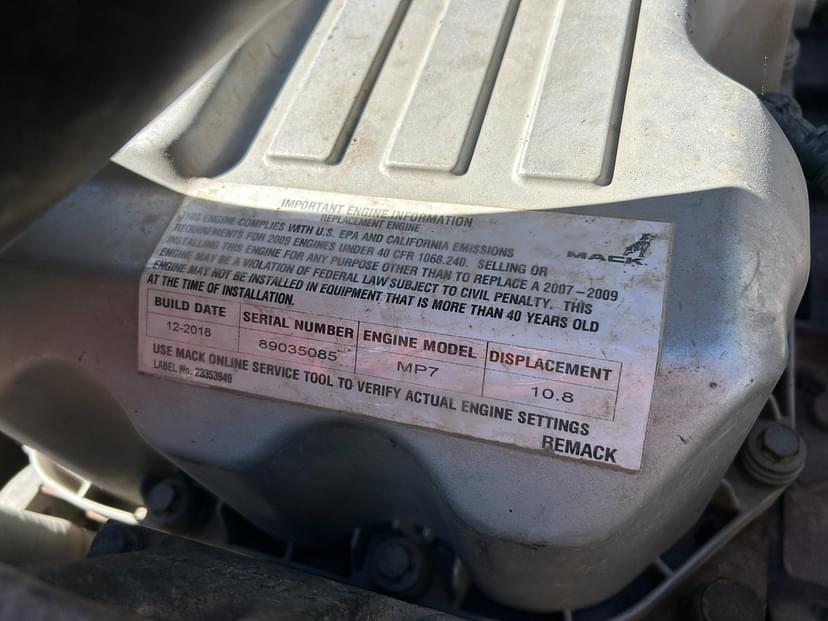 IMPORTANT ENGINE INFORMATION
REPLACEMENT ENGINE
THIS ENGINE COMPLIES WITH U.S. EPA AND CALIFORNIA EMISSIONS
REQUIREMENTS FOR 2009 ENGINES UNDER 40 CFR 1068.240. SELLING OR
INSTALLING THIS ENGINE FOR ANY PURPOSE OTHER THAN TO REPLACE A 2007-2009
ENGINE MAY BE A VIOLATION OF FEDERAL LAW SUBJECT TO CIVIL PENALTY. THIS
ENGINE MAY NOT BE INSTALLED IN EQUIPMENT THAT IS MORE THAN 40 YEARS OLD
AT THE TIME OF INSTALLATION.
MACK
BUILD DATE SERIAL NUMBER ENGINE MODEL DISPLACEMENT
12-2018 89035085 MP7 10.8
USE MACK ONLINE SERVICE TOOL TO VERIFY ACTUAL ENGINE SETTINGS
LABEL No. 23353949
REMACK